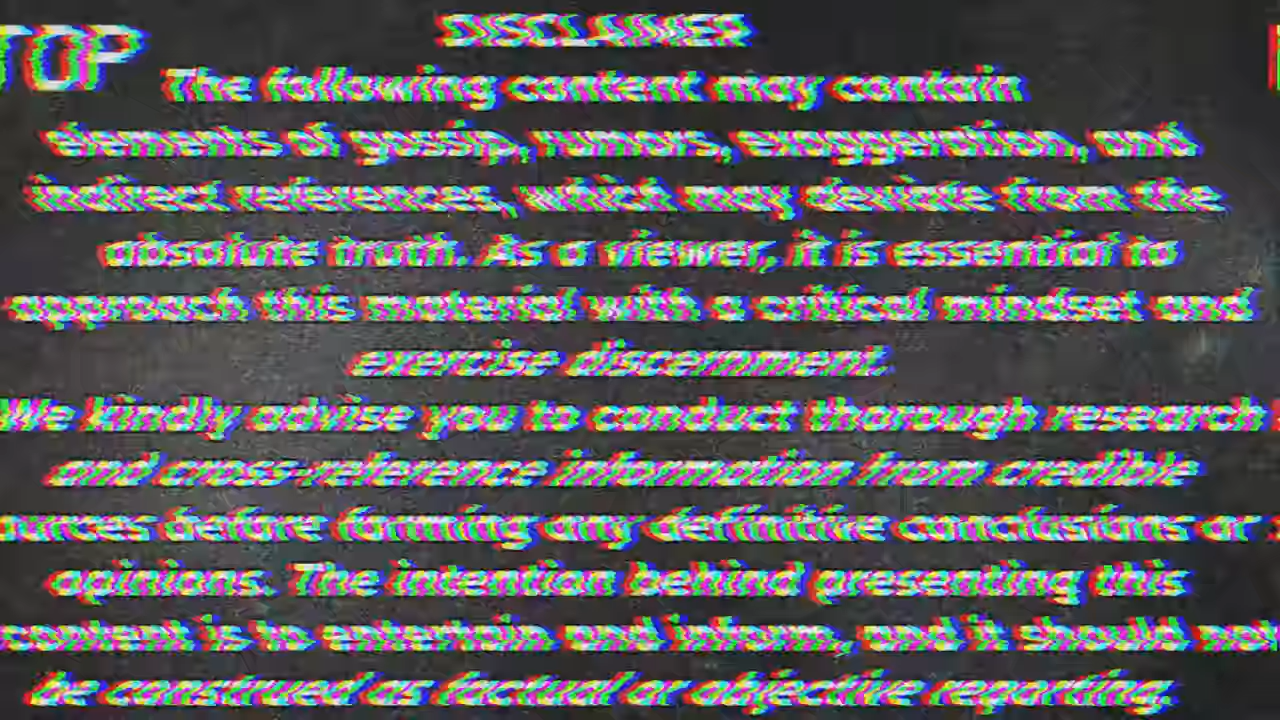 TOP
DISCLAIMES
The following content may contain
elements of gossip, rumors, exaggeration, and
indirect references, which may deviate from the
absolute truth. As a viewer, it is essential to
approach this material with a critical mindset and
exercise discernment.
We kindly advise you to conduct thorough research
and cross-reference information from credible
urces before forming any definitive conclusions or
opinions. The intention behind presenting this
content is to entertain and inform, and it should not
be construed as factual or objective reporting.